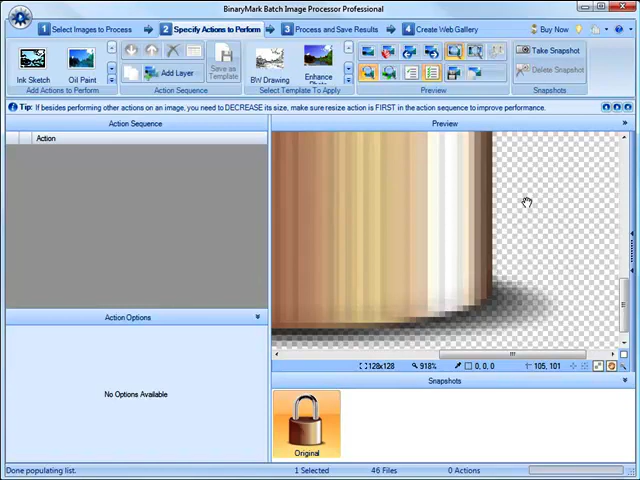 BinaryMark Batch Image Processor Professional
1 Select Images to Process
2 Specify Actions to Perform
3 Process and Save Results
4 Create Web Gallery
Buy Now
Ink Sketch
Oil Paint
Add Layer
Save as Template
BW Drawing
Enhance Photo
Take Snapshot
Delete Snapshot
Add Actions to Perform
Action Sequence
Select Template To Apply
Preview
Snapshots
Tip: If besides performing other actions on an image, you need to DECREASE its size, make sure resize action is FIRST in the action sequence to improve performance.
Action Sequence
Preview
Action
Action Options
128x128
918%
0, 0, 0
105, 101
Snapshots
No Options Available
Original
Done populating list.
1 Selected
46 Files
0 Actions